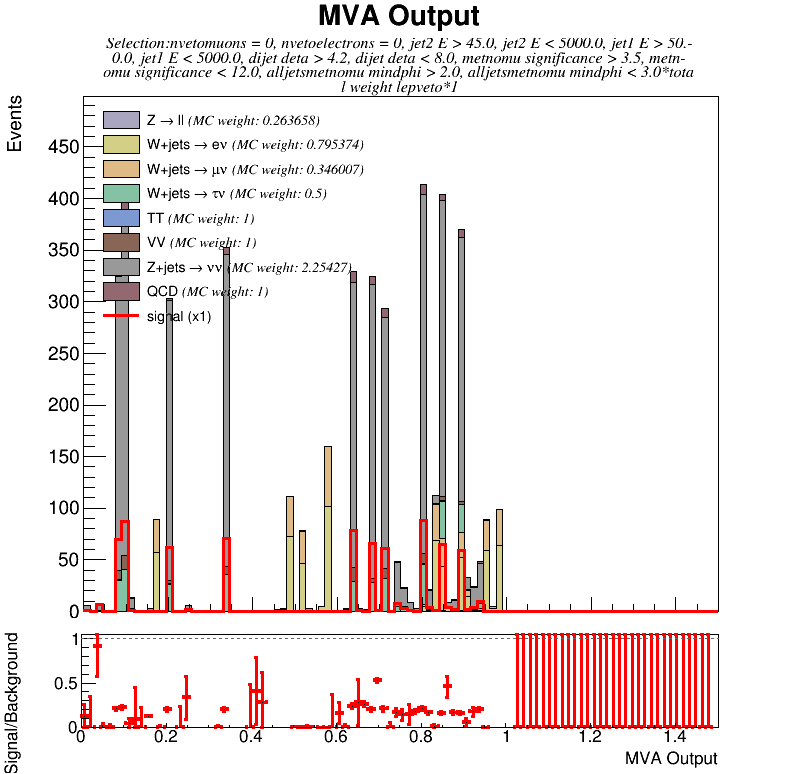 MVA Output
Selection:nvetomuons = 0, nvetoelectrons = 0, jet2 E > 45.0, jet2 E < 5000.0, jet1 E > 50.-
0.0, jet1 E < 5000.0, dijet deta > 4.2, dijet deta < 8.0, metnomu significance > 3.5, metn-
omu significance < 12.0, alljetsmetnomu mindphi > 2.0, alljetsmetnomu mindphi < 3.0*tota
l weight lepveto*1
Events
Z → ll (MC weight: 0.263658)
W+jets → eν (MC weight: 0.795374)
W+jets → μν (MC weight: 0.346007)
W+jets → τν (MC weight: 0.5)
TT (MC weight: 1)
VV (MC weight: 1)
Z+jets → νν (MC weight: 2.25427)
QCD (MC weight: 1)
signal (x1)
450
400
350
300
250
200
150
100
50
0
Signal/Background
1
0.5
0
0 0.2 0.4 0.6 0.8 1 1.2 1.4
MVA Output